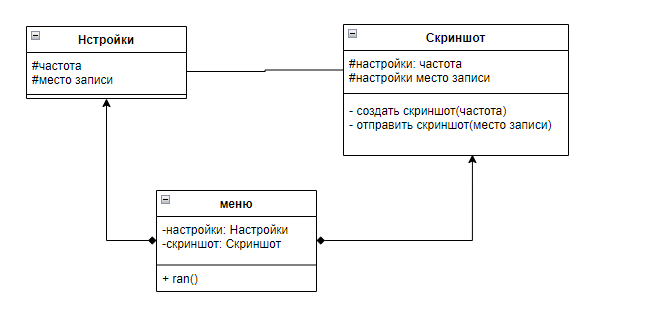 Нстройки
#частота
#место записи
Скриншот
#настройки: частота
#настройки место записи
- создать скриншот(частота)
- отправить скриншот(место записи)
меню
-настройки: Настройки
-скриншот: Скриншот
+ ran()